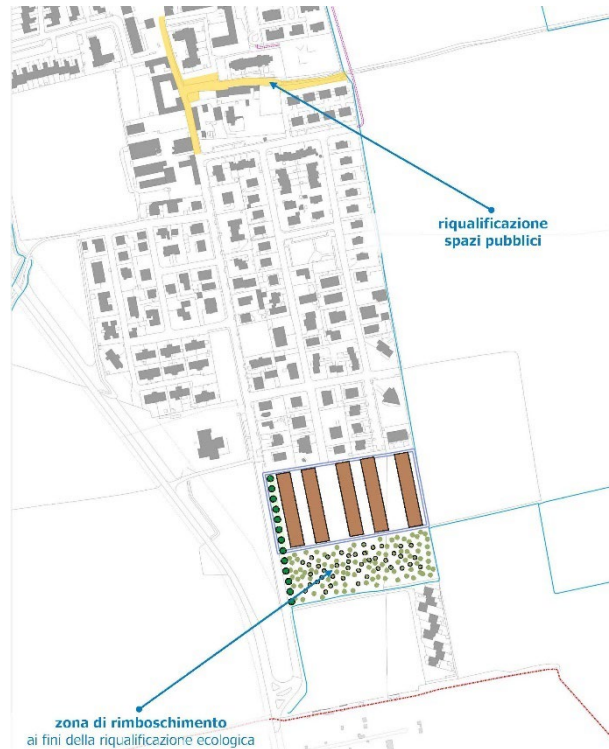 riqualificazione
spazi pubblici
zona di rimboschimento
ai fini della riqualificazione ecologica